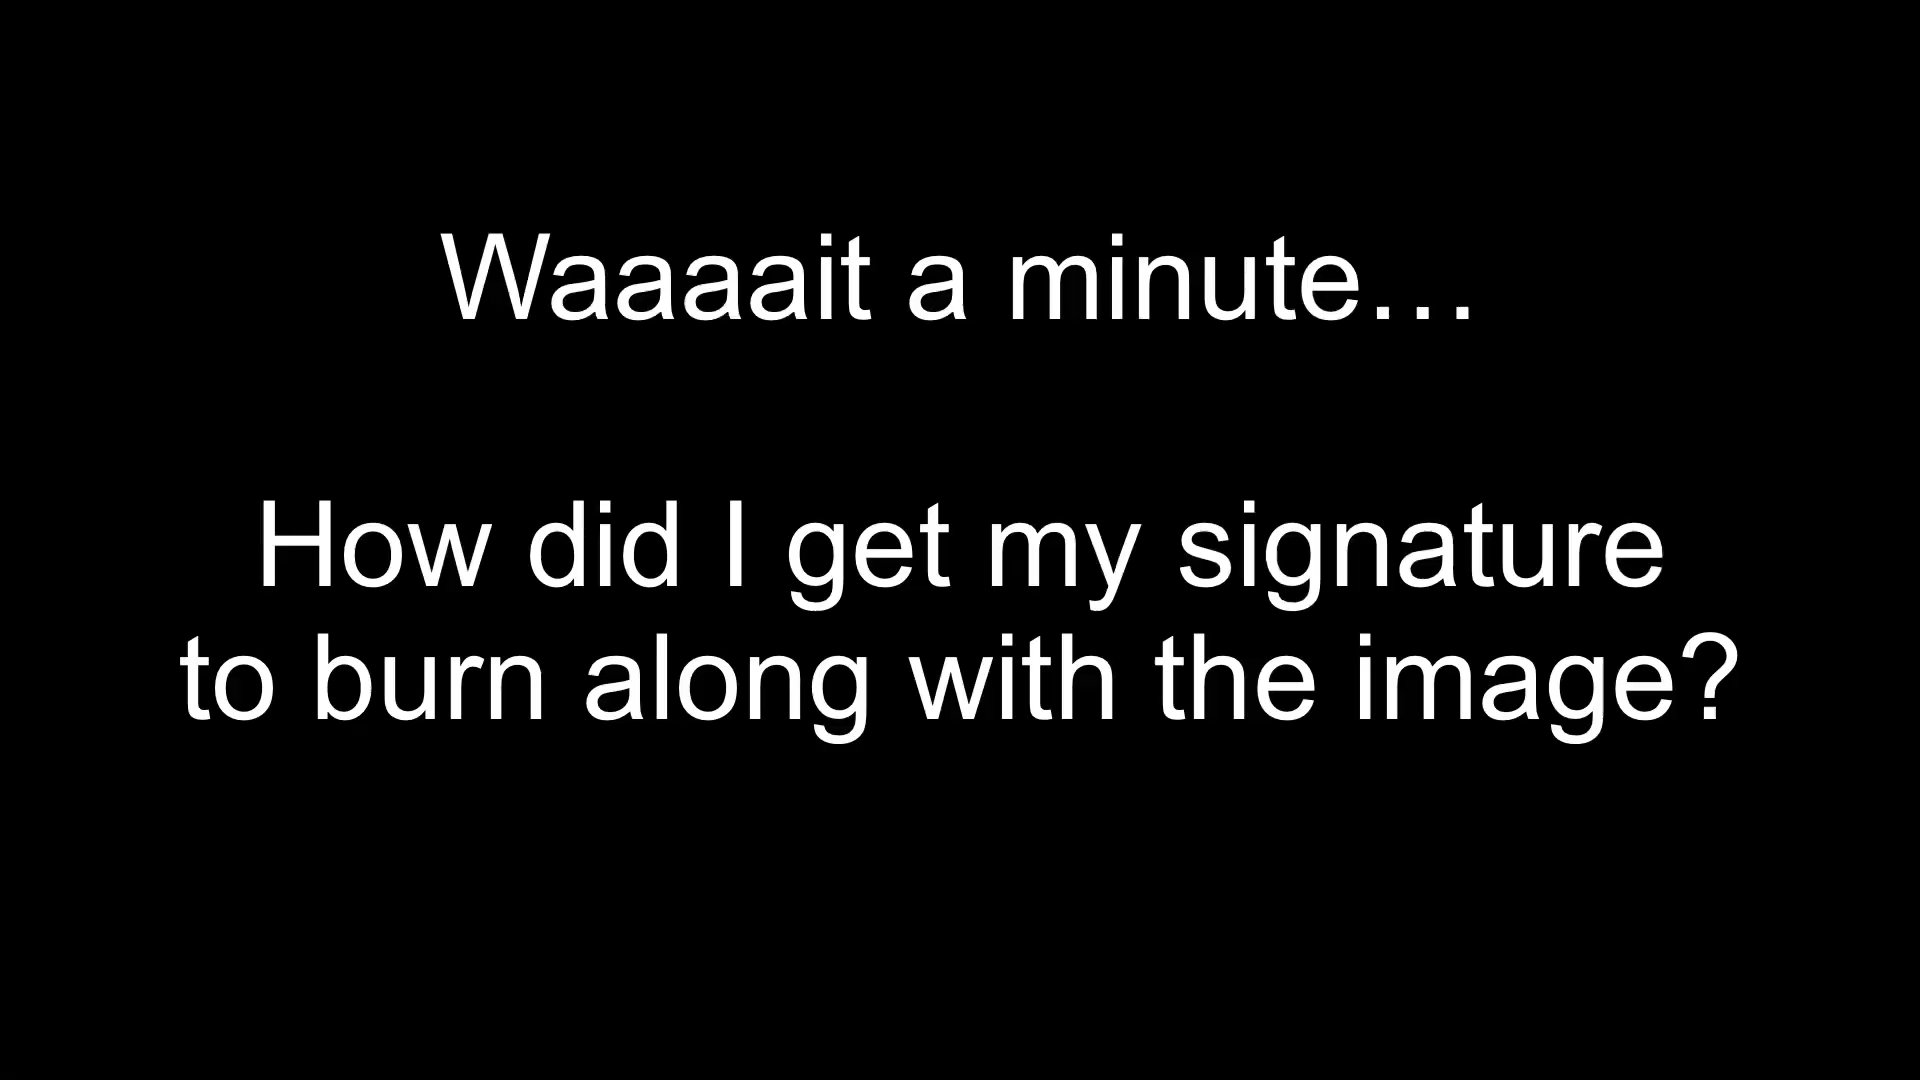 Waaaait a minute…
How did I get my signature
to burn along with the image?